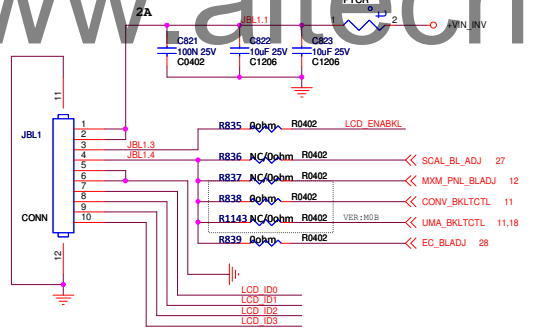 www.aitech
2A
JBL1.1
1
2
+VIN_INV
C821
100N 25V
C0402
C822
10uF 25V
C1206
C823
10uF 25V
C1206
11
JBL1
CONN
12
1
2
3 JBL1.3
4 JBL1.4
5
6
7
8
9
10
R835 0ohm R0402 LCD_ENABKL
R836 NC/0ohm R0402 SCAL_BL_ADJ 27
R837 NC/0ohm R0402 MXM_PNL_BLADJ 12
R838 0ohm R0402 CONV_BKLTCTL 11
R1143 NC/0ohm R0402 VER:M0B UMA_BKLTCTL 11,18
R839 0ohm R0402 EC_BLADJ 28
LCD_ID0
LCD_ID1
LCD_ID2
LCD_ID3